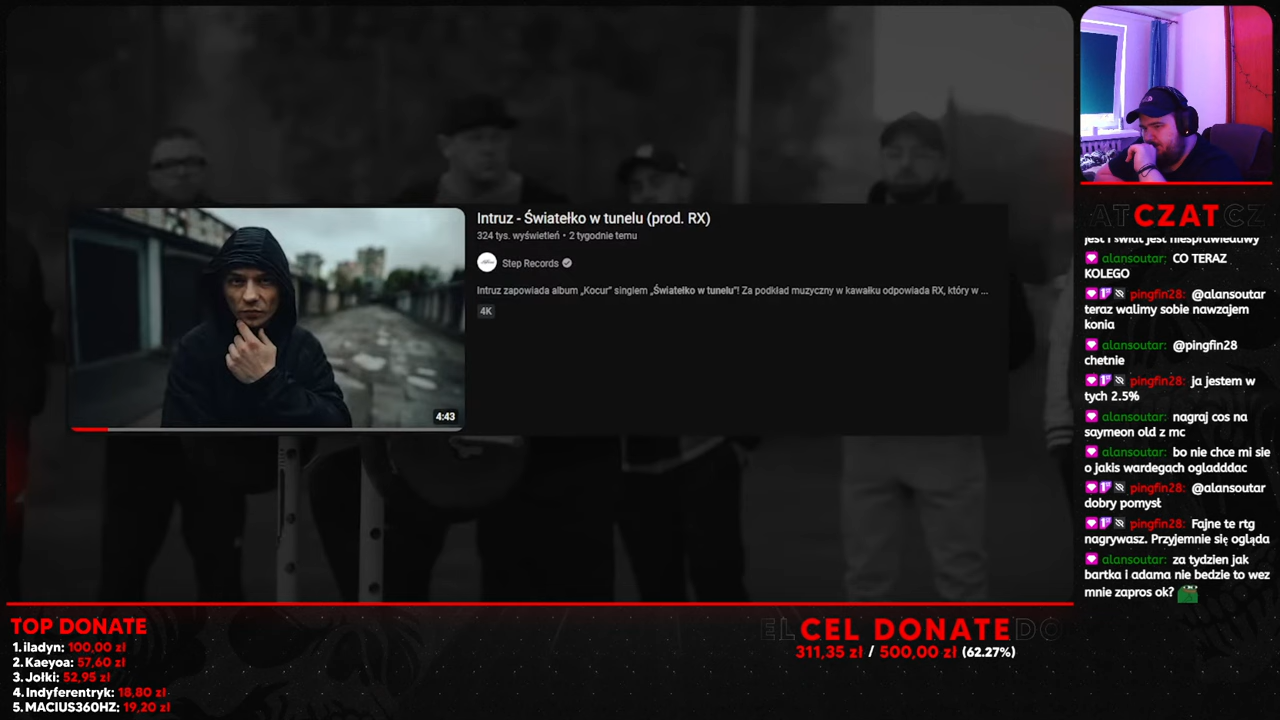 Intruz - Światełko w tunelu (prod. RX)
324 tys. wyświetleń • 2 tygodnie temu
Step Records
Intruz zapowiada album „Kocur" singlem „Światełko w tunelu"! Za podkład muzyczny w kawałku odpowiada RX, który w ...
4K
4:43
CZAT
jest i świat jest niesprawiedliwy
alansoutar: CO TERAZ
KOLEGO
pingfin28: @alansoutar
teraz walimy sobie nawzajem
konia
alansoutar: @pingfin28
chetnie
pingfin28: ja jestem w
tych 2.5%
alansoutar: nagraj cos na
saymeon old z mc
alansoutar: bo nie chce mi sie
o jakis wardegach ogladddac
pingfin28: @alansoutar
dobry pomysł
pingfin28: Fajne te rtg
nagrywasz. Przyjemnie się ogląda
alansoutar: za tydzien jak
bartka i adama nie bedzie to wez
mnie zapros ok?
TOP DONATE
1. iladyn: 100,00 zł
2. Kaeyoa: 57,60 zł
3. Jołki: 52,95 zł
4. Indyferentryk: 18,80 zł
5. MACIUS360HZ: 19,20 zł
EL CEL DONATE DO
311,35 zł / 500,00 zł (62.27%)